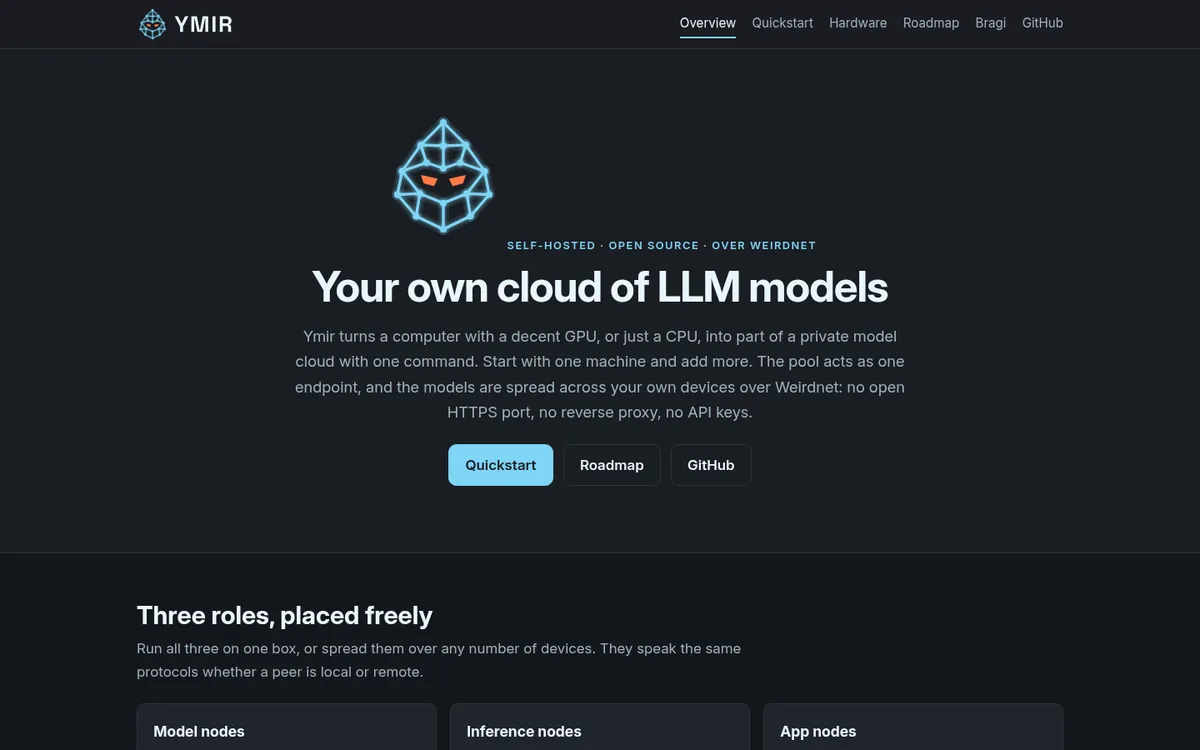 YMIR
Overview Quickstart Hardware Roadmap Bragi GitHub
SELF-HOSTED · OPEN SOURCE · OVER WEIRDNET
Your own cloud of LLM models
Ymir turns a computer with a decent GPU, or just a CPU, into part of a private model
cloud with one command. Start with one machine and add more. The pool acts as one
endpoint, and the models are spread across your own devices over Weirdnet: no open
HTTPS port, no reverse proxy, no API keys.
Quickstart Roadmap GitHub
Three roles, placed freely
Run all three on one box, or spread them over any number of devices. They speak the same
protocols whether a peer is local or remote.
Model nodes Inference nodes App nodes